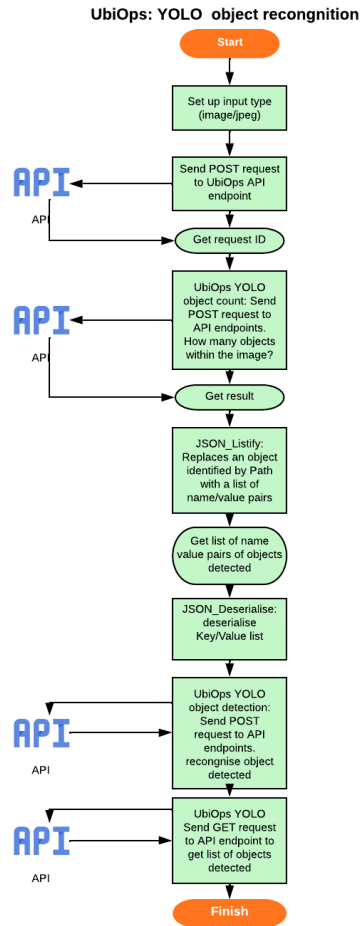 UbiOps: YOLO object recongnition
Start
Set up input type
(image/jpeg)
Send POST request
to UbiOps API
endpoint
API
API
Get request ID
UbiOps YOLO
object count: Send
POST request to
API endpoints.
How many objects
within the image?
API
API
Get result
JSON_Listify:
Replaces an object
identified by Path
with a list of
name/value pairs
Get list of name
value pairs of objects
detected
JSON_Deserialise:
deserialise
Key/Value list
UbiOps YOLO
object detection:
Send POST
request to API
endpoints.
recongnise object
detected
API
API
UbiOps YOLO
Send GET request
to API endpoint to
get list of objects
detected
API
API
Finish